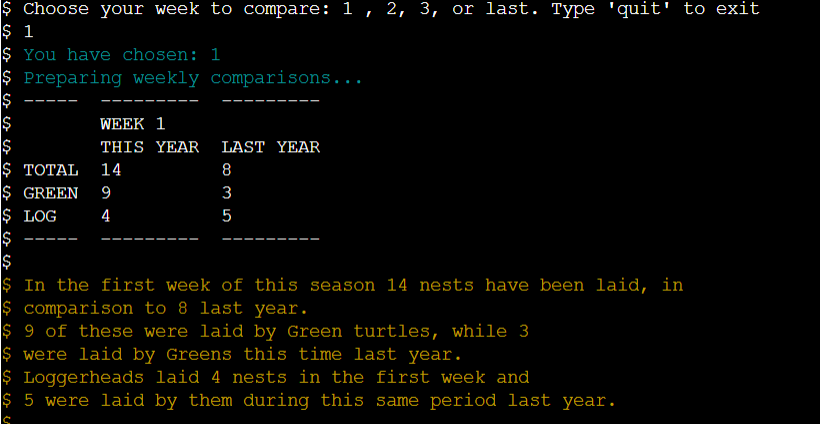 $ Choose your week to compare: 1 , 2, 3, or last. Type 'quit' to exit
$ 1
$ You have chosen: 1
$ Preparing weekly comparisons...
$ -----  ---------  ---------
$        WEEK 1
$        THIS YEAR  LAST YEAR
$ TOTAL  14         8
$ GREEN  9          3
$ LOG    4          5
$ -----  ---------  ---------
$
$ In the first week of this season 14 nests have been laid, in
$ comparison to 8 last year.
$ 9 of these were laid by Green turtles, while 3
$ were laid by Greens this time last year.
$ Loggerheads laid 4 nests in the first week and
$ 5 were laid by them during this same period last year.
$